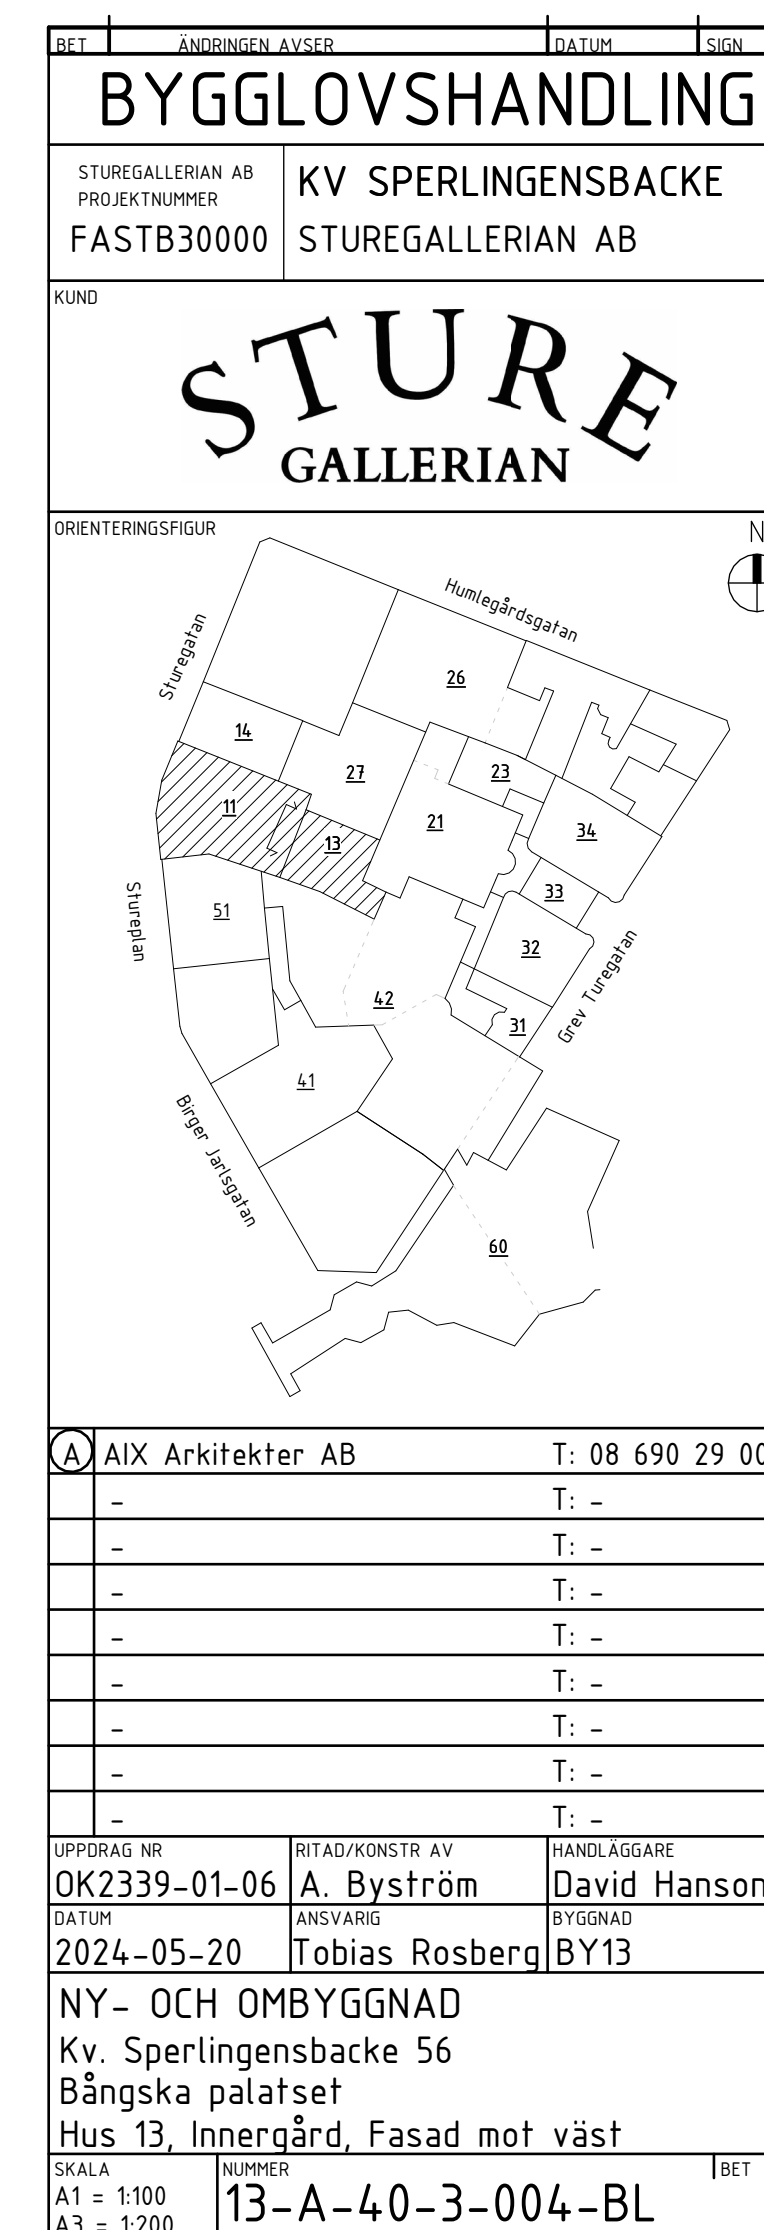 BET ÄNDRINGEN AVSER DATUM SIGN
BYGGLOVSHANDLING
STUREGALLERIAN AB
PROJEKTNUMMER
FASTB30000
KV SPERLINGENSBACKE
STUREGALLERIAN AB
KUND
STURE
GALLERIAN
ORIENTERINGSFIGUR
N
Humlegårdsgatan
Sturegatan
26
14
27
23
11
21
13
34
33
51
32
Stureplan
42
Grev Turegatan
31
41
Birger Jarlsgatan
60
A AIX Arkitekter AB T: 08 690 29 00
- T: -
- T: -
- T: -
- T: -
- T: -
- T: -
- T: -
- T: -
UPPDRAG NR RITAD/KONSTR AV HANDLÄGGARE
OK2339-01-06 A. Byström David Hanson
DATUM ANSVARIG BYGGNAD
2024-05-20 Tobias Rosberg BY13
NY- OCH OMBYGGNAD
Kv. Sperlingensbacke 56
Bångska palatset
Hus 13, Innergård, Fasad mot väst
SKALA NUMMER BET
A1 = 1:100
13-A-40-3-004-BL
A3 = 1:200